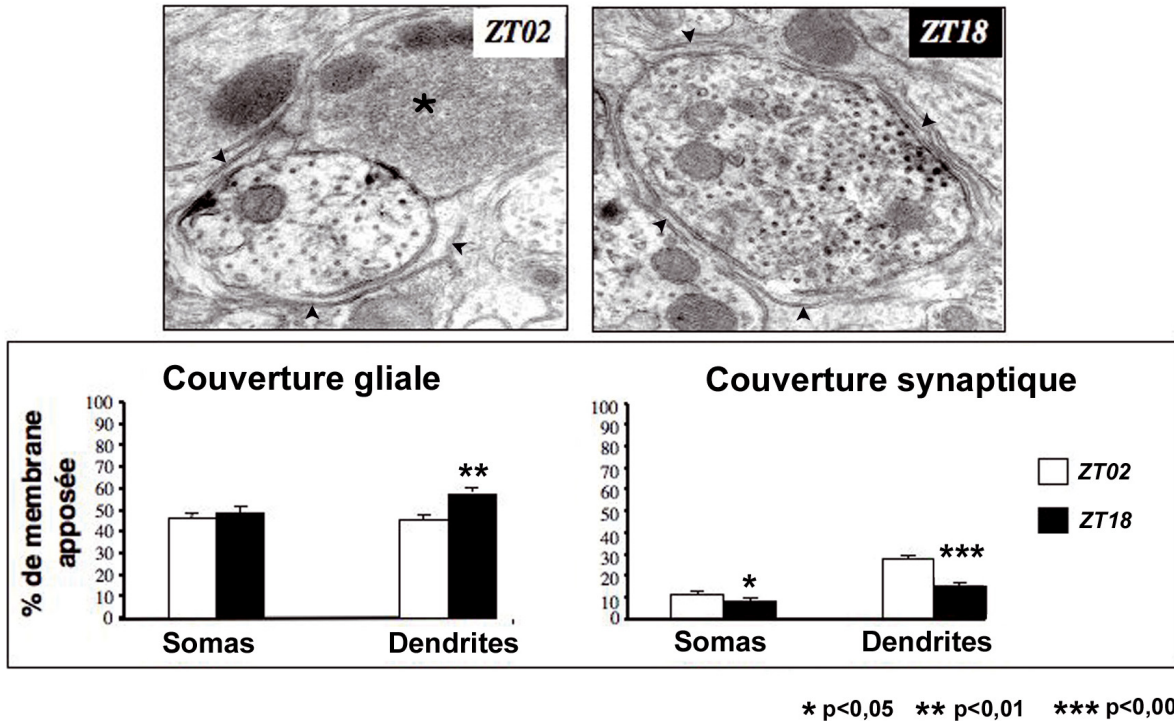 ZT02
*
ZT18
Couverture gliale
Couverture synaptique
% de membrane
apposée
100
90
80
70
60
50
40
30
20
10
0
**
Somas
Dendrites
100
90
80
70
60
50
40
30
20
10
0
*
***
Somas
Dendrites
ZT02
ZT18
* p<0,05 ** p<0,01 *** p<0,00